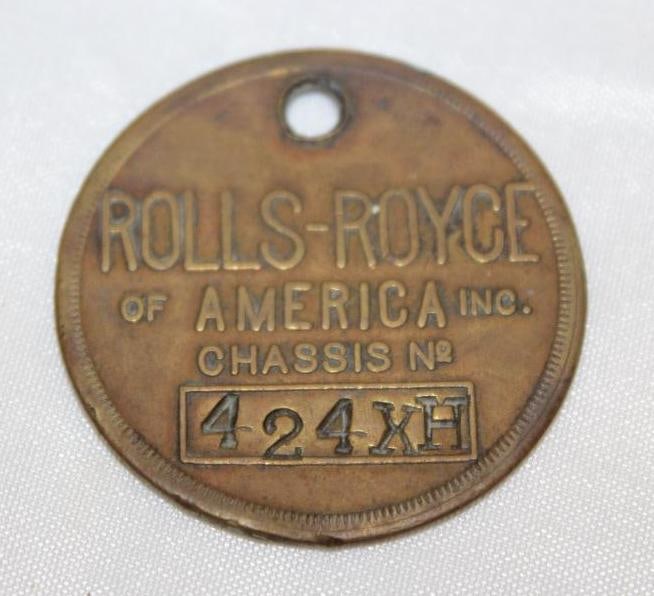 ROLLS-ROYCE
OF AMERICA INC.
CHASSIS Nº
424XH